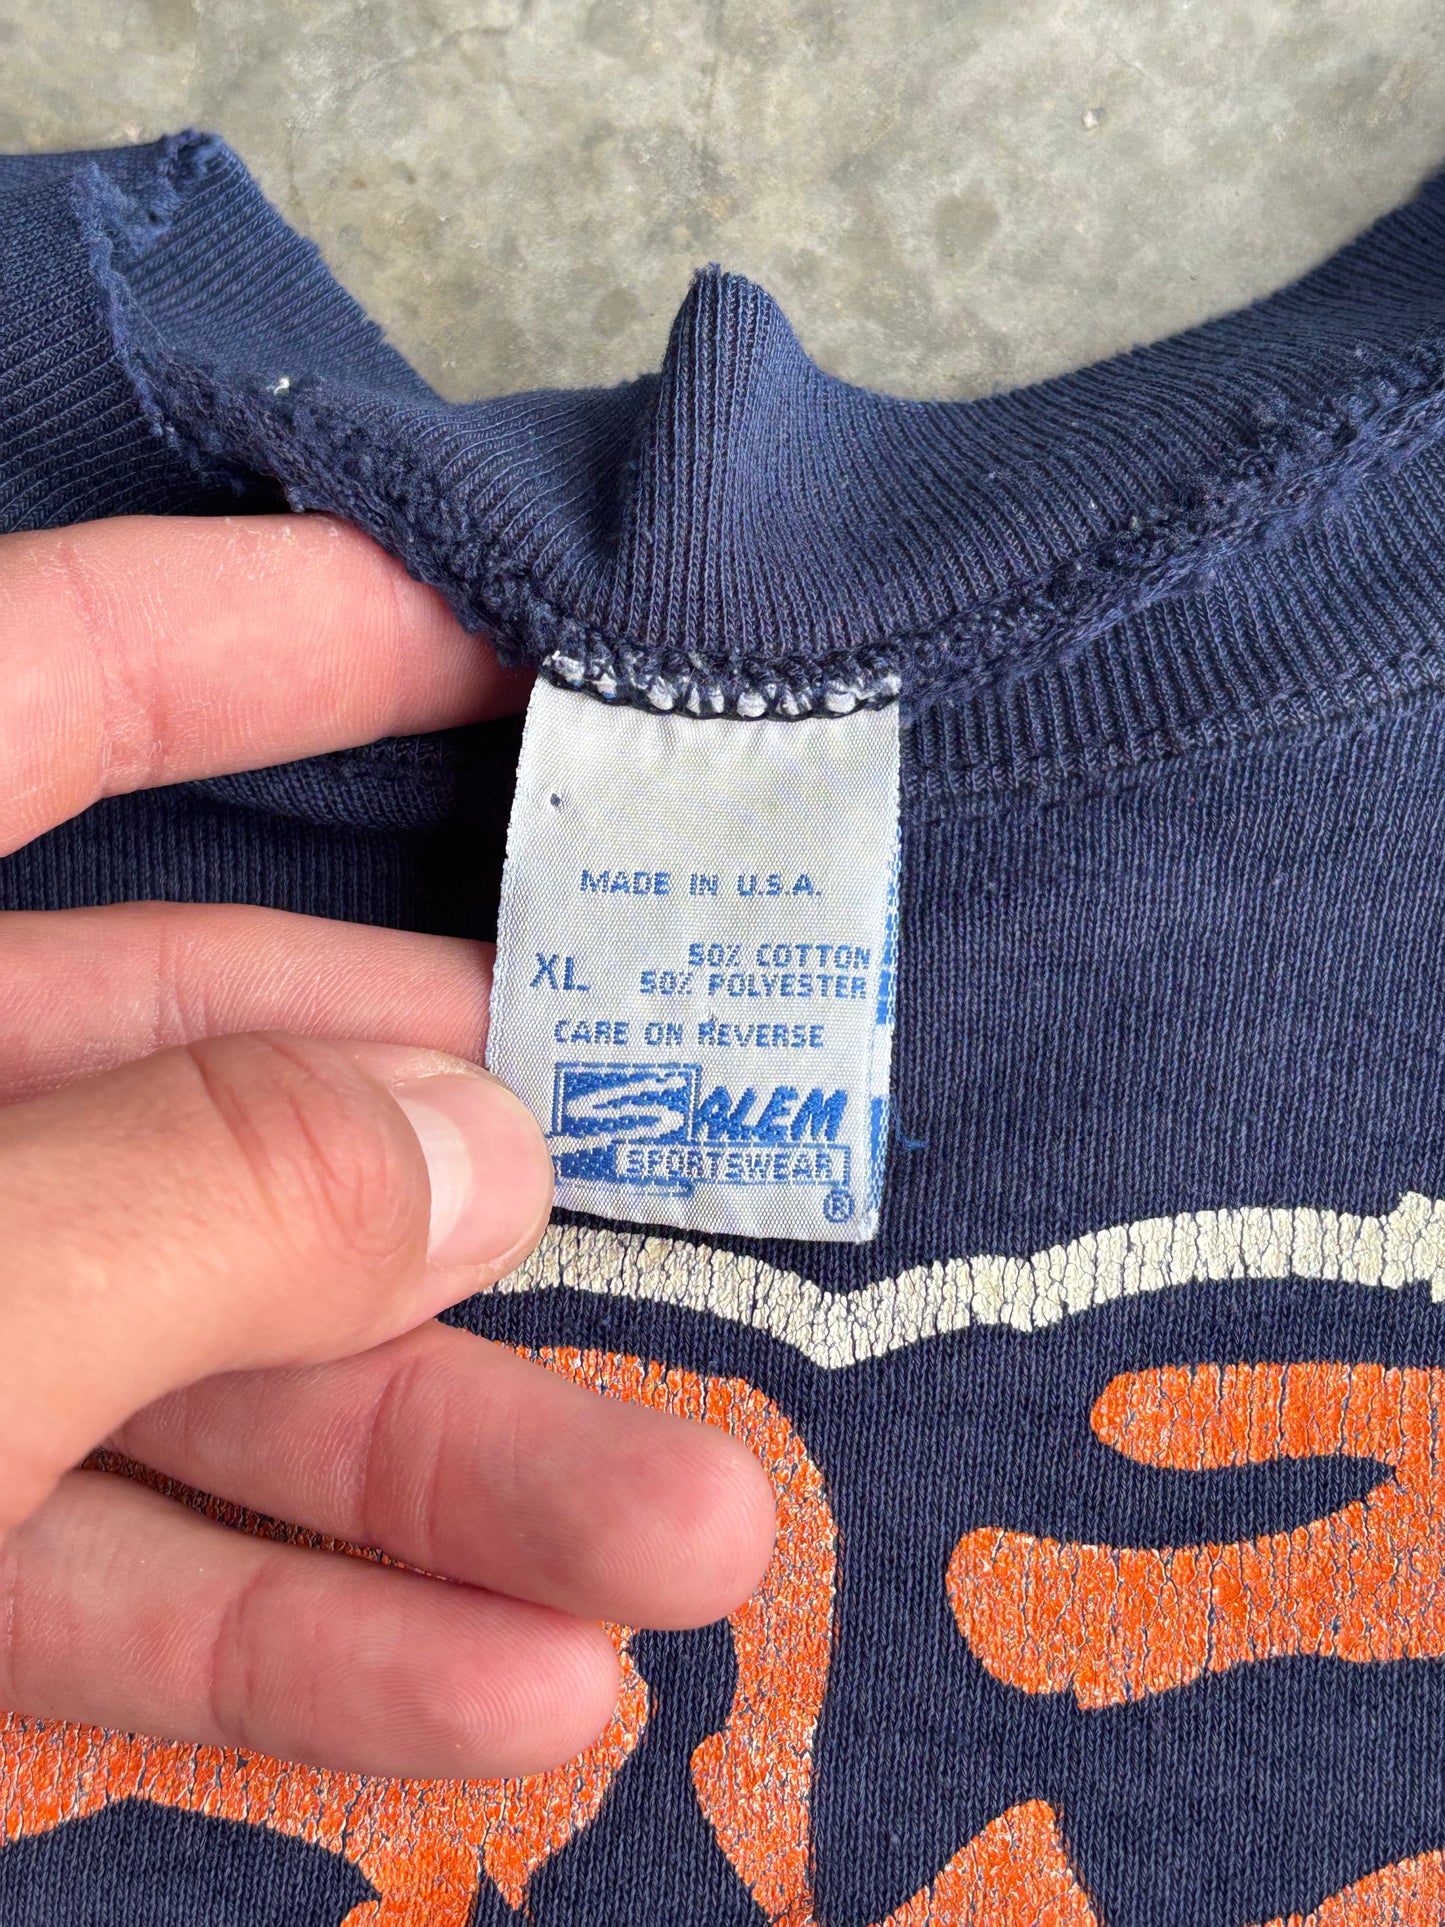 MADE IN U.S.A.
XL
50% COTTON
50% POLYESTER
CARE ON REVERSE
SALEM
SPORTSWEAR
®